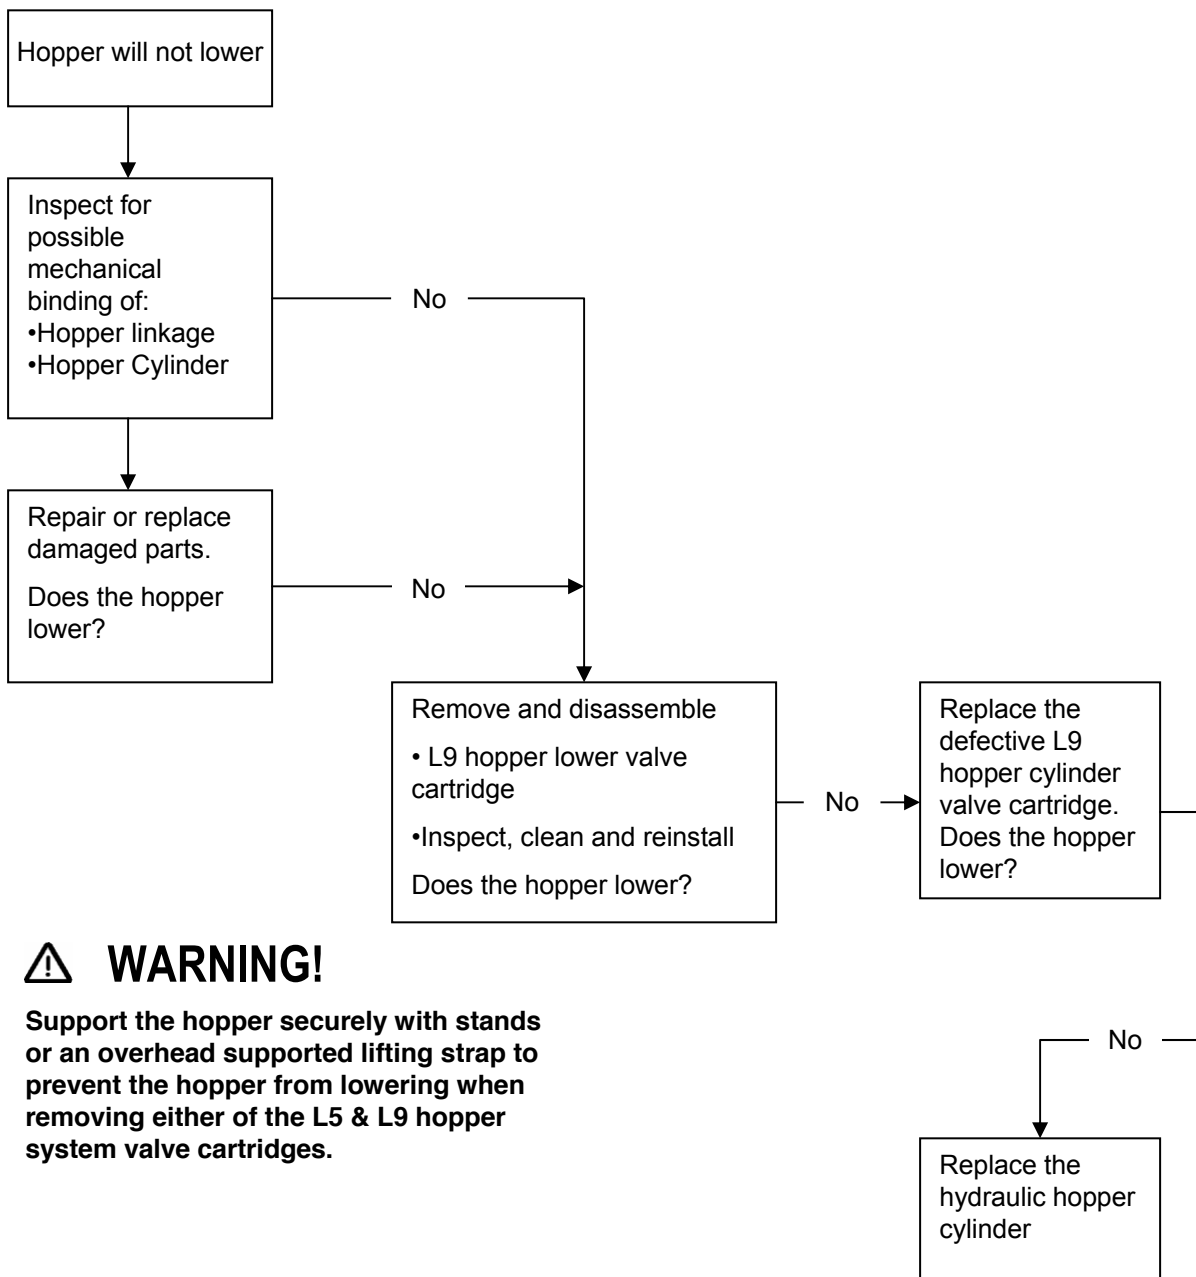 Hopper will not lower
Inspect for
possible
mechanical
binding of:
•Hopper linkage
•Hopper Cylinder
No
Repair or replace
damaged parts.
Does the hopper
lower?
No
Remove and disassemble
• L9 hopper lower valve
cartridge
•Inspect, clean and reinstall
Does the hopper lower?
No
Replace the
defective L9
hopper cylinder
valve cartridge.
Does the hopper
lower?
WARNING!
Support the hopper securely with stands
or an overhead supported lifting strap to
prevent the hopper from lowering when
removing either of the L5 & L9 hopper
system valve cartridges.
No
Replace the
hydraulic hopper
cylinder